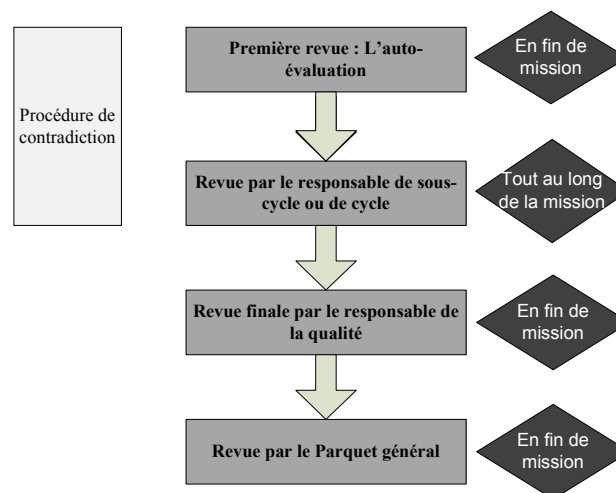 Première revue : L'auto-
évaluation
En fin de
mission
Procédure de
contradiction
Revue par le responsable de sous-
cycle ou de cycle
Tout au long
de la mission
Revue finale par le responsable de
la qualité
En fin de
mission
Revue par le Parquet général
En fin de
mission